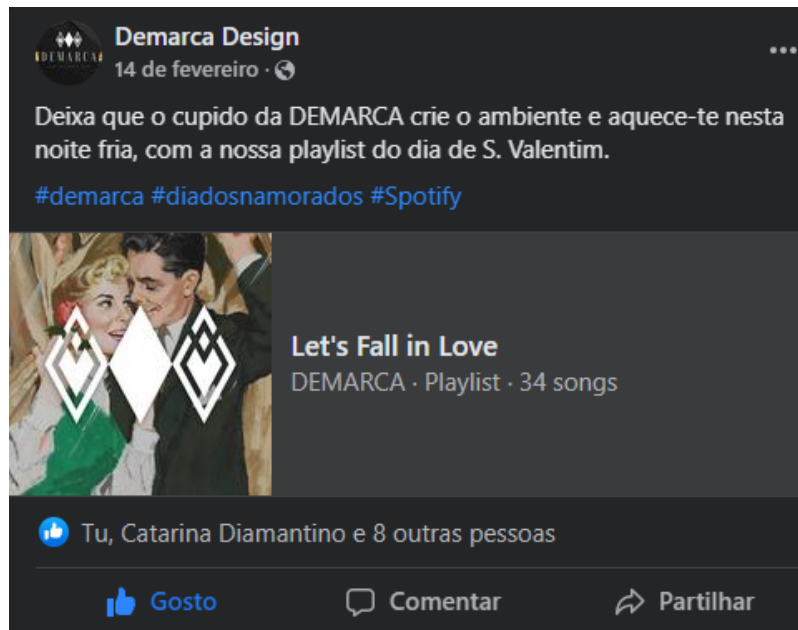 DEMARCA
Demarca Design
14 de fevereiro ·
Deixa que o cupido da DEMARCA crie o ambiente e aquece-te nesta
noite fria, com a nossa playlist do dia de S. Valentim.
#demarca #diadosnamorados #Spotify
Let's Fall in Love
DEMARCA · Playlist · 34 songs
Tu, Catarina Diamantino e 8 outras pessoas
Gosto Comentar Partilhar